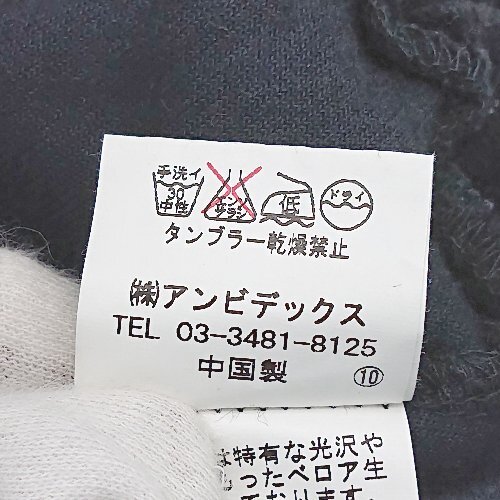 手洗イ
30
中性
エンソ
サラシ
低
ドライ
タンブラー乾燥禁止
㈱アンビデックス
TEL 03-3481-8125
中国製 ⑩
は特有な光沢や
ったベロア生
ております